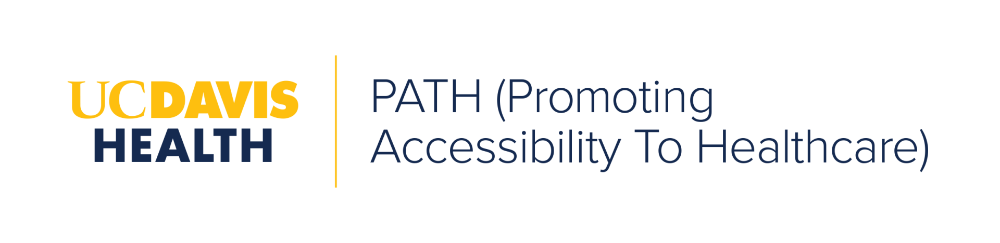 UCDAVIS
HEALTH
PATH (Promoting
Accessibility To Healthcare)